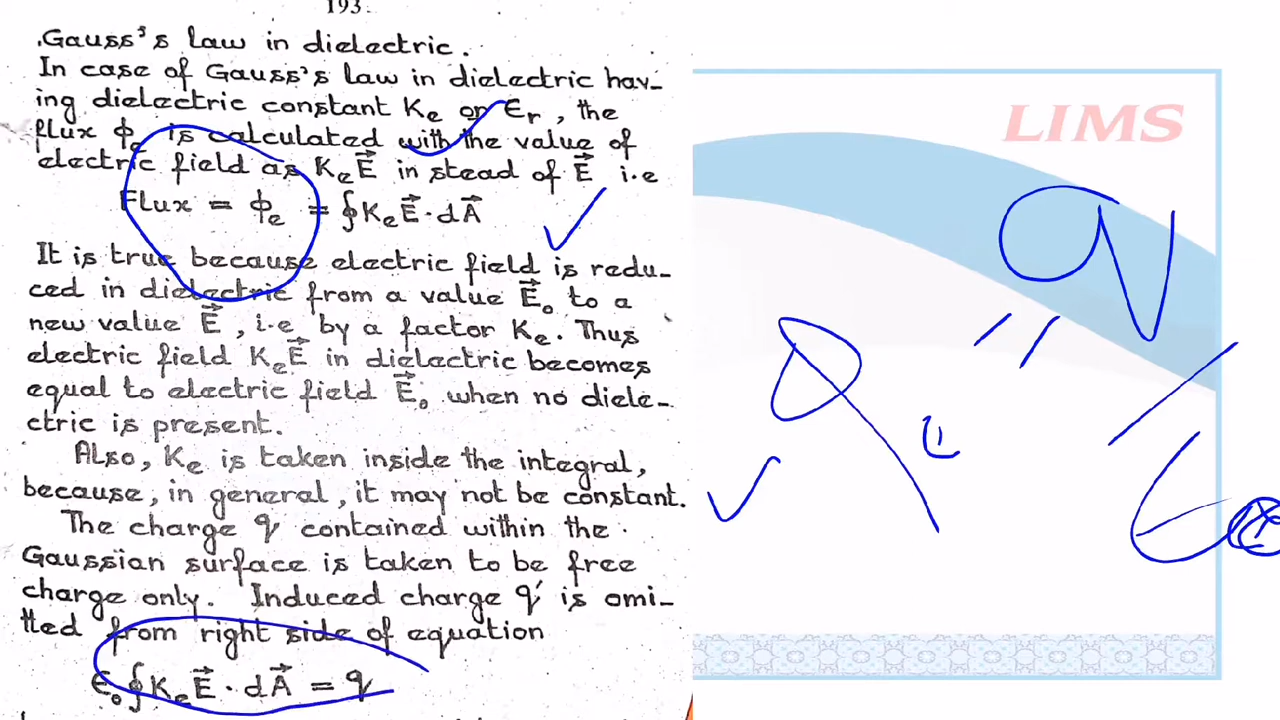 193.
Gauss's law in dielectric.
In case of Gauss's law in dielectric hav-
ing dielectric constant Kₑ or Єᵣ, the
flux ϕₑ is calculated with the value of
electric field as KₑE⃗ in stead of E⃗ i.e
Flux = ϕₑ = ∮KₑE⃗·dA⃗
It is true because electric field is redu-
ced in dielectric from a value E⃗₀ to a
new value E⃗, i.e by a factor Kₑ. Thus
electric field KₑE⃗ in dielectric becomes
equal to electric field E⃗₀ when no diele-
ctric is present.
Also, Kₑ is taken inside the integral,
because, in general, it may not be constant.
The charge q contained within the
Gaussian surface is taken to be free
charge only. Induced charge q' is omi-
tted from right side of equation
Є₀∮KₑE⃗·dA⃗ = q
LIMS